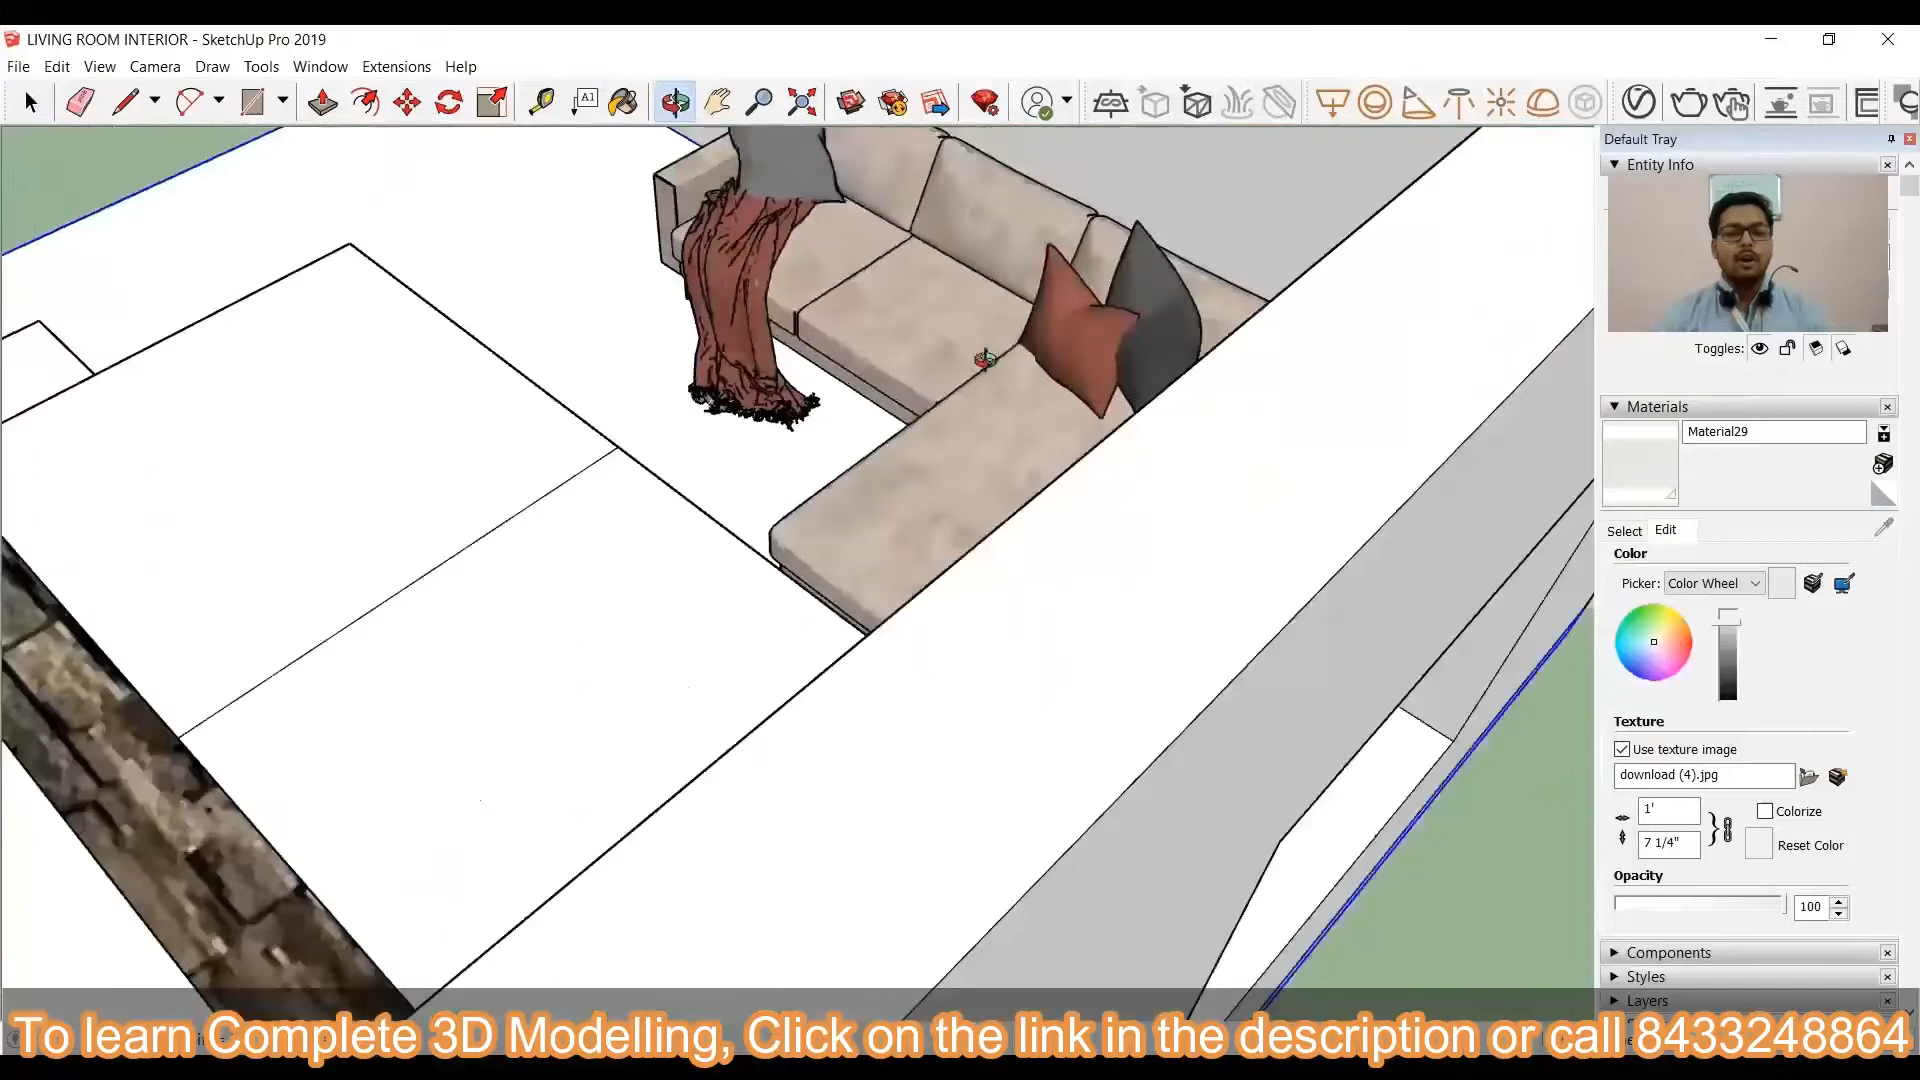 LIVING ROOM INTERIOR - SketchUp Pro 2019
File Edit View Camera Draw Tools Window Extensions Help
A1
Default Tray
Entity Info
Toggles:
Materials
Material29
Select Edit
Color
Picker: Color Wheel
Texture
Use texture image
download (4).jpg
1'
Colorize
7 1/4"
Reset Color
Opacity
100
Components
Styles
Layers
To learn Complete 3D Modelling, Click on the link in the description or call 8433248864